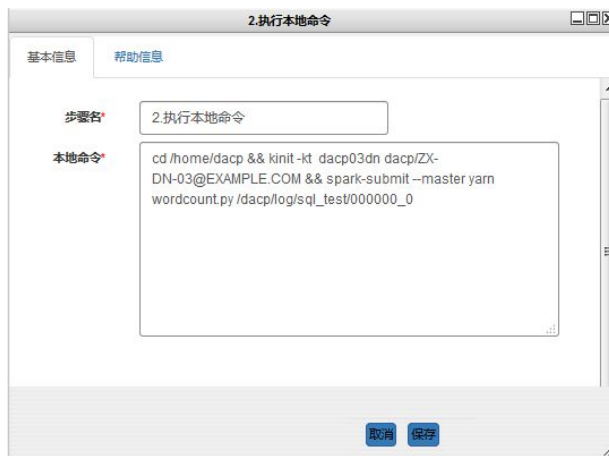 2.执行本地命令
基本信息 帮助信息
步骤名* 2.执行本地命令
本地命令* cd /home/dacp && kinit -kt dacp03dn dacp/ZX-
DN-03@EXAMPLE.COM && spark-submit --master yarn
wordcount.py /dacp/log/sql_test/000000_0
取消 保存